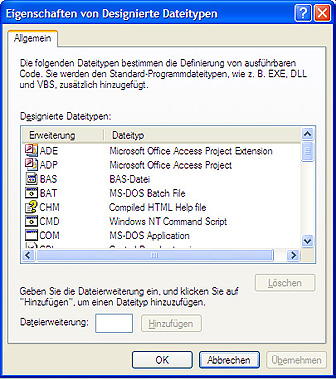 Eigenschaften von Designierte Dateitypen
Allgemein
Die folgenden Dateitypen bestimmen die Definierung von ausführbaren
Code. Sie werden den Standard-Programmdateitypen, wie z. B. EXE, DLL
und VBS, zusätzlich hinzugefügt.
Designierte Dateitypen:
Erweiterung Dateityp
ADE Microsoft Office Access Project Extension
ADP Microsoft Office Access Project
BAS BAS-Datei
BAT MS-DOS Batch File
CHM Compiled HTML Help file
CMD Windows NT Command Script
COM MS-DOS Application
Löschen
Geben Sie die Dateierweiterung ein, und klicken Sie auf
"Hinzufügen", um einen Dateityp hinzuzufügen.
Dateierweiterung: Hinzufügen
OK Abbrechen Übernehmen